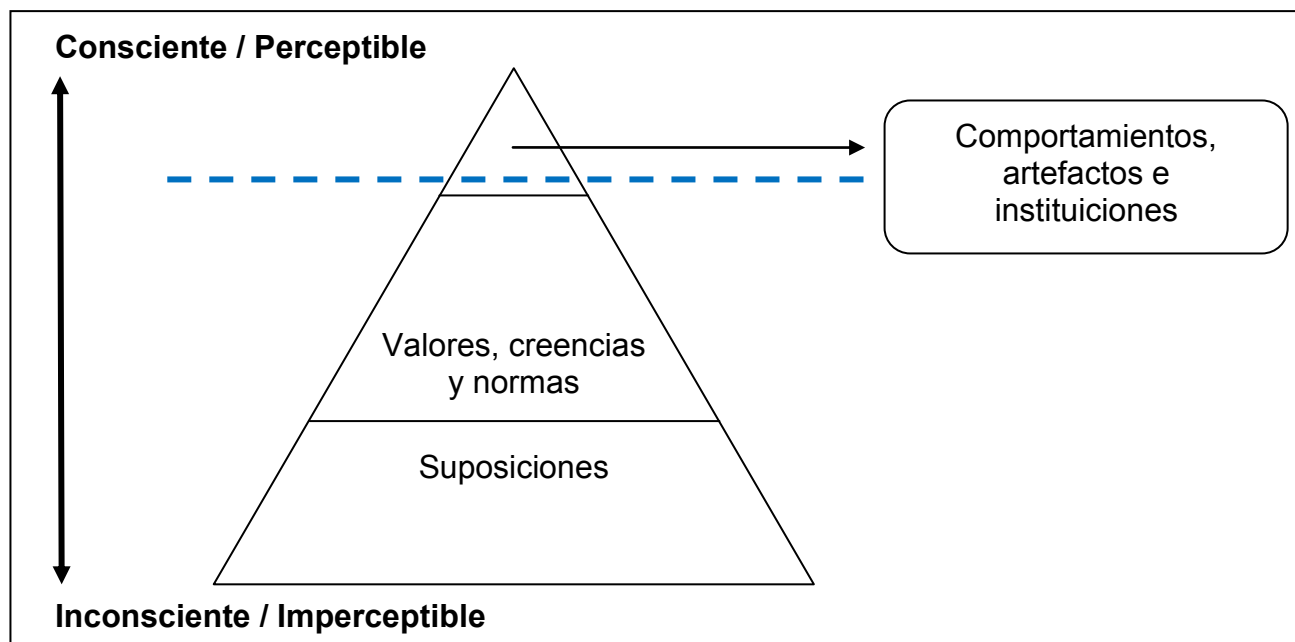 Consciente / Perceptible
Comportamientos,
artefactos e
instituiciones
Valores, creencias
y normas
Suposiciones
Inconsciente / Imperceptible